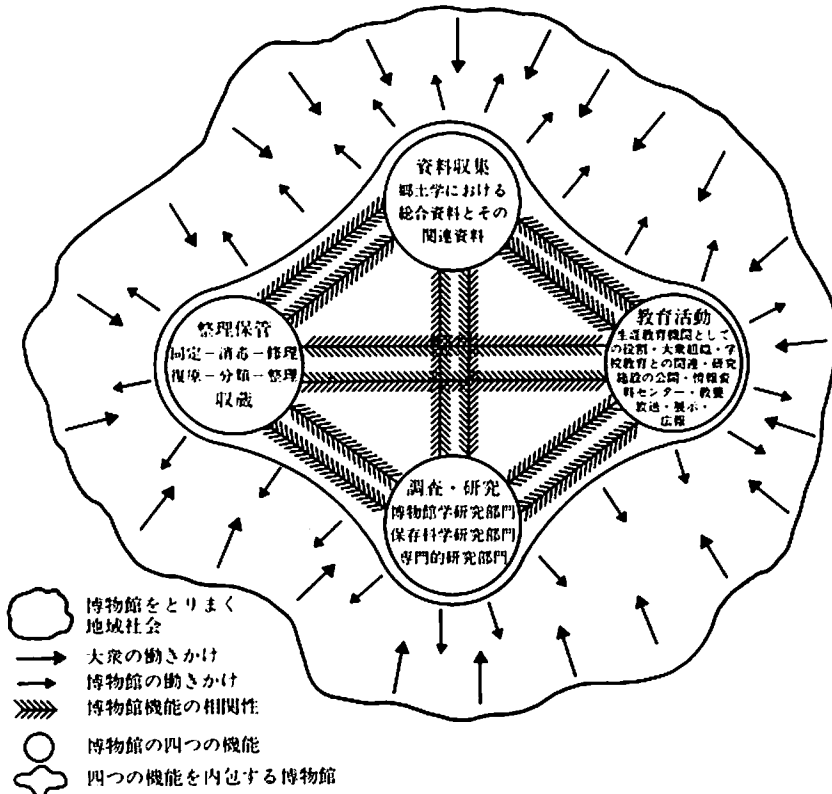 資料収集
郷土学における
総合資料とその
関連資料
整理保管
同定－消毒－修理
復原－分類－整理
収蔵
教育活動
生涯教育機関として
の役割・大衆組織・学
校教育との関連・研究
施設の公開・情報資
料センター・教養
放送・展示・
広報
調査・研究
博物館学研究部門
保存科学研究部門
専門的研究部門
博物館をとりまく
地域社会
大衆の働きかけ
博物館の働きかけ
博物館機能の相関性
博物館の四つの機能
四つの機能を内包する博物館